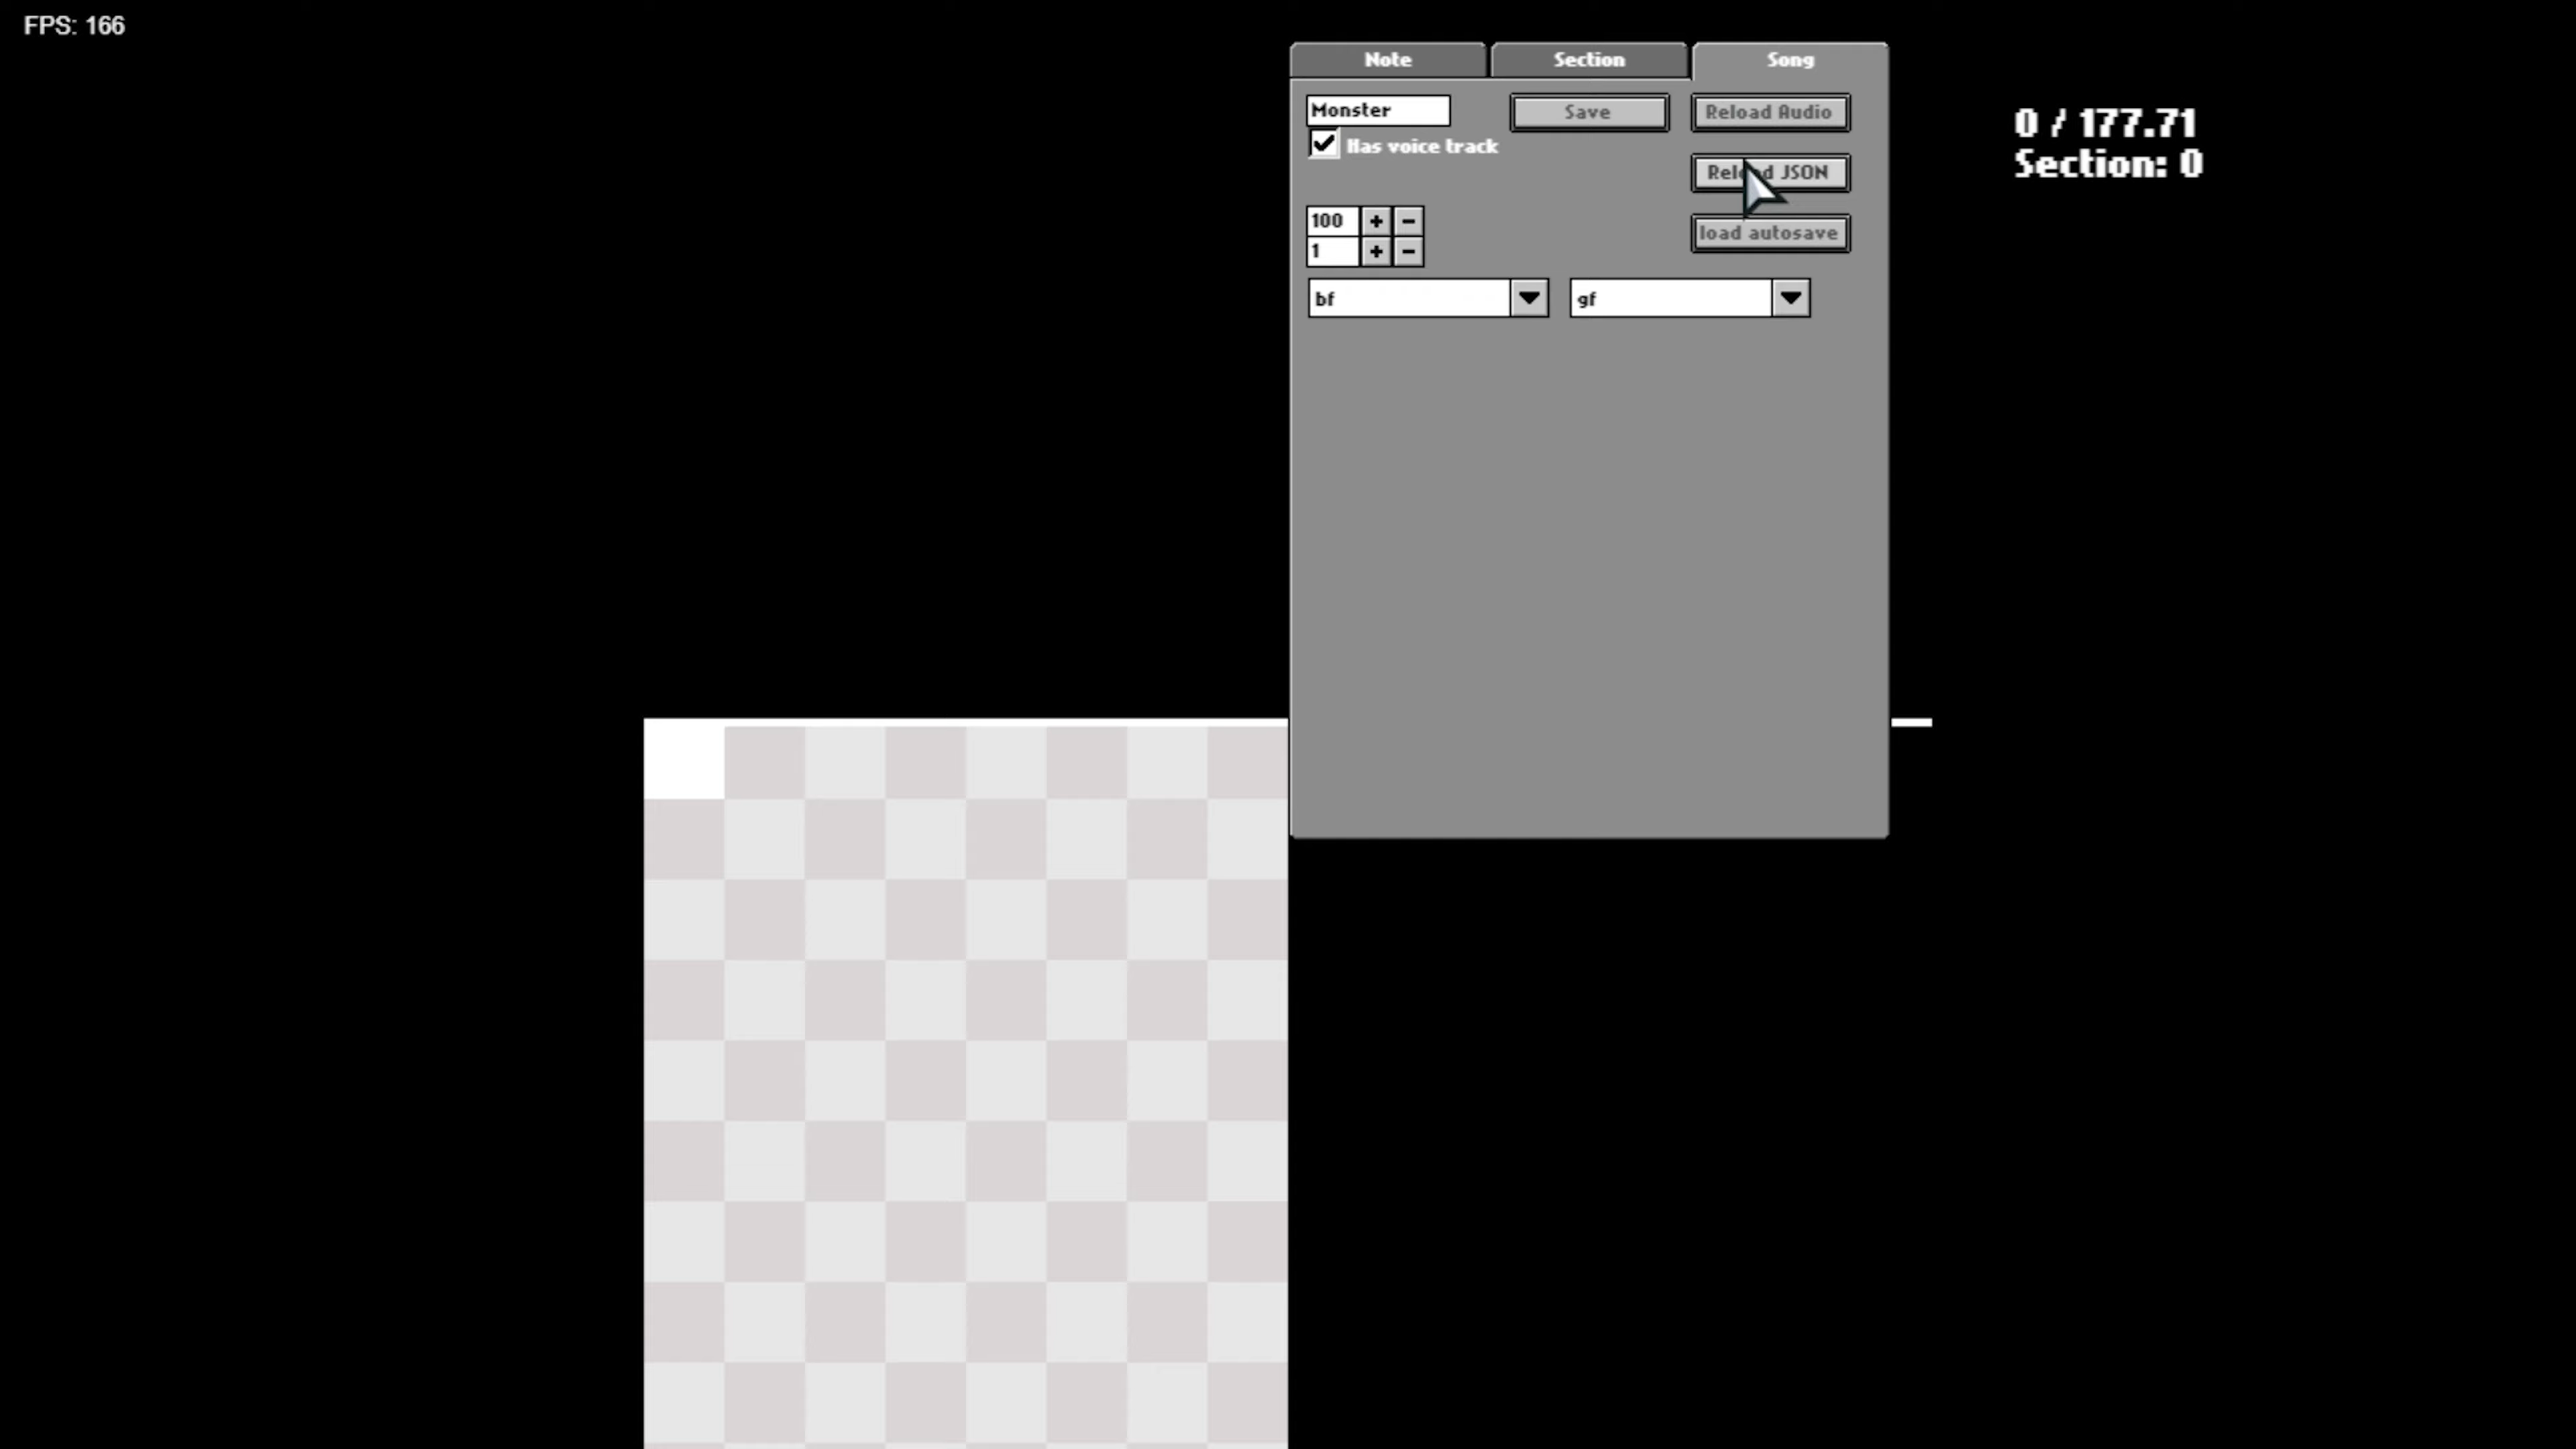 FPS: 166
Note
Section
Song
Monster
Save
Reload Audio
Has voice track
Reload JSON
0 / 177.71
Section: 0
100 + -
1 + -
load autosave
bf
gf